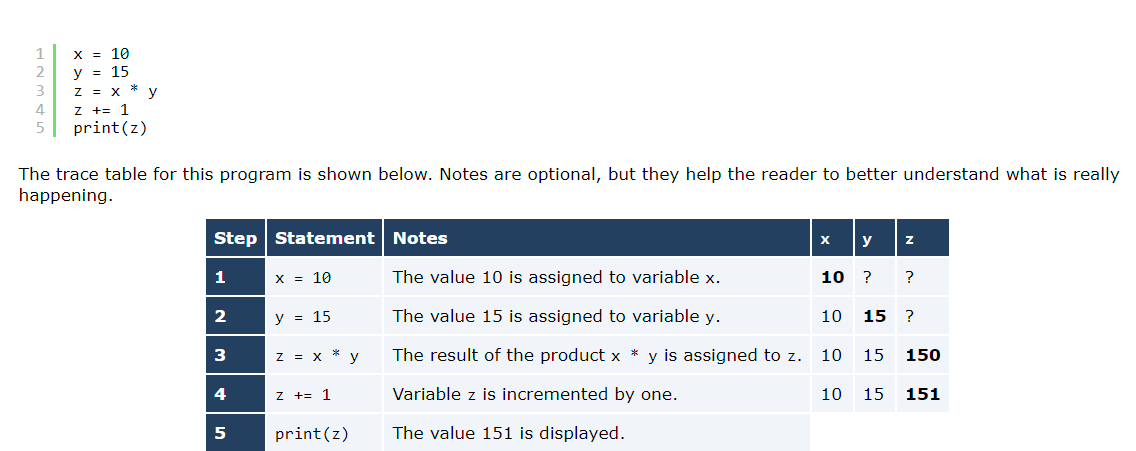 1 x = 10
2 y = 15
3 z = x * y
4 z += 1
5 print(z)
The trace table for this program is shown below. Notes are optional, but they help the reader to better understand what is really
happening.
Step Statement Notes x y z
1 x = 10 The value 10 is assigned to variable x. 10 ? ?
2 y = 15 The value 15 is assigned to variable y. 10 15 ?
3 z = x * y The result of the product x * y is assigned to z. 10 15 150
4 z += 1 Variable z is incremented by one. 10 15 151
5 print(z) The value 151 is displayed.